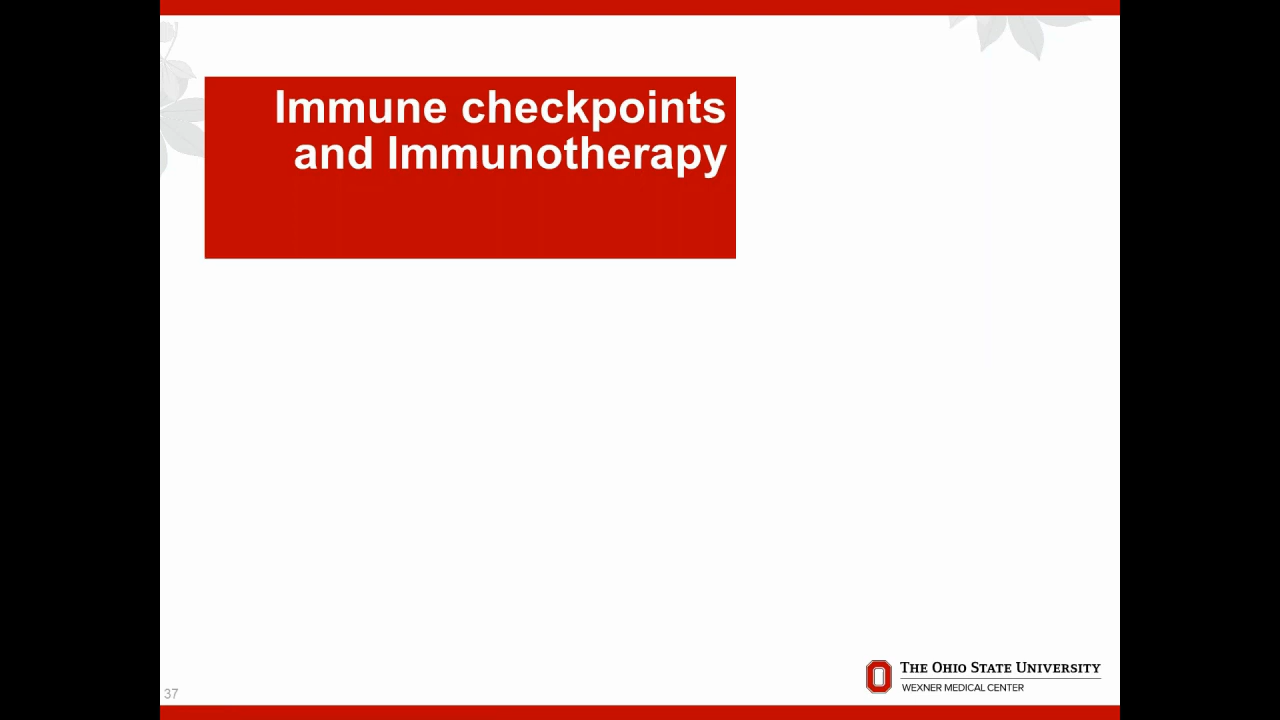 Immune checkpoints
and Immunotherapy
THE OHIO STATE UNIVERSITY
WEXNER MEDICAL CENTER
37